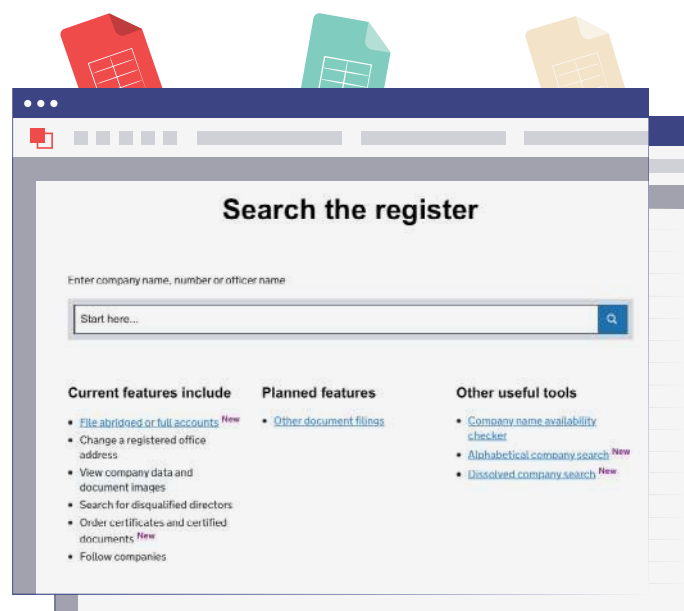 Search the register
Enter company name, number or officer name
Start here...
Current features include
File abridged or full accounts New
Change a registered office
address
View company data and
document images
Search for disqualified directors
Order certificates and certified
documents New
Follow companies
Planned features
Other document filings
Other useful tools
Company name availability
checker
Alphabetical company search New
Dissolved company search New